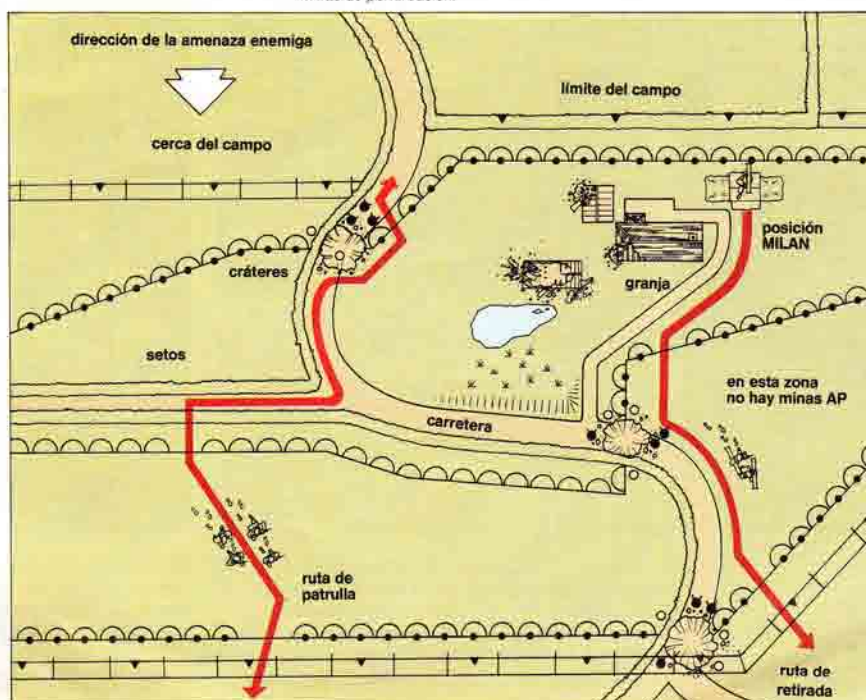 dirección de la amenaza enemiga
límite del campo
cerca del campo
posición
MILAN
cráteres
granja
setos
en esta zona
no hay minas AP
carretera
ruta de
patrulla
ruta de
retirada